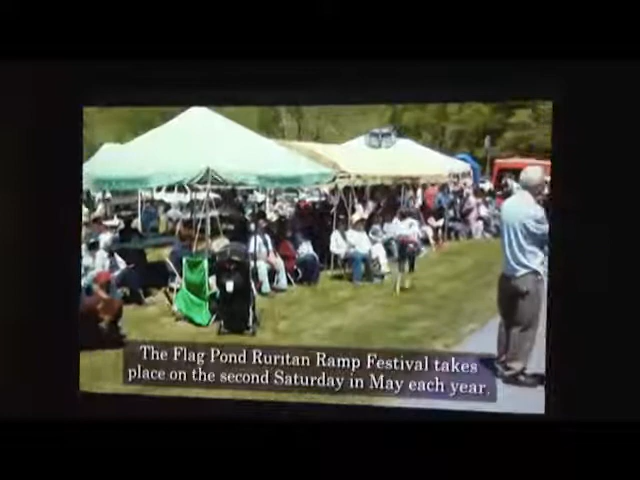 The Flag Pond Ruritan Ramp Festival takes
place on the second Saturday in May each year.